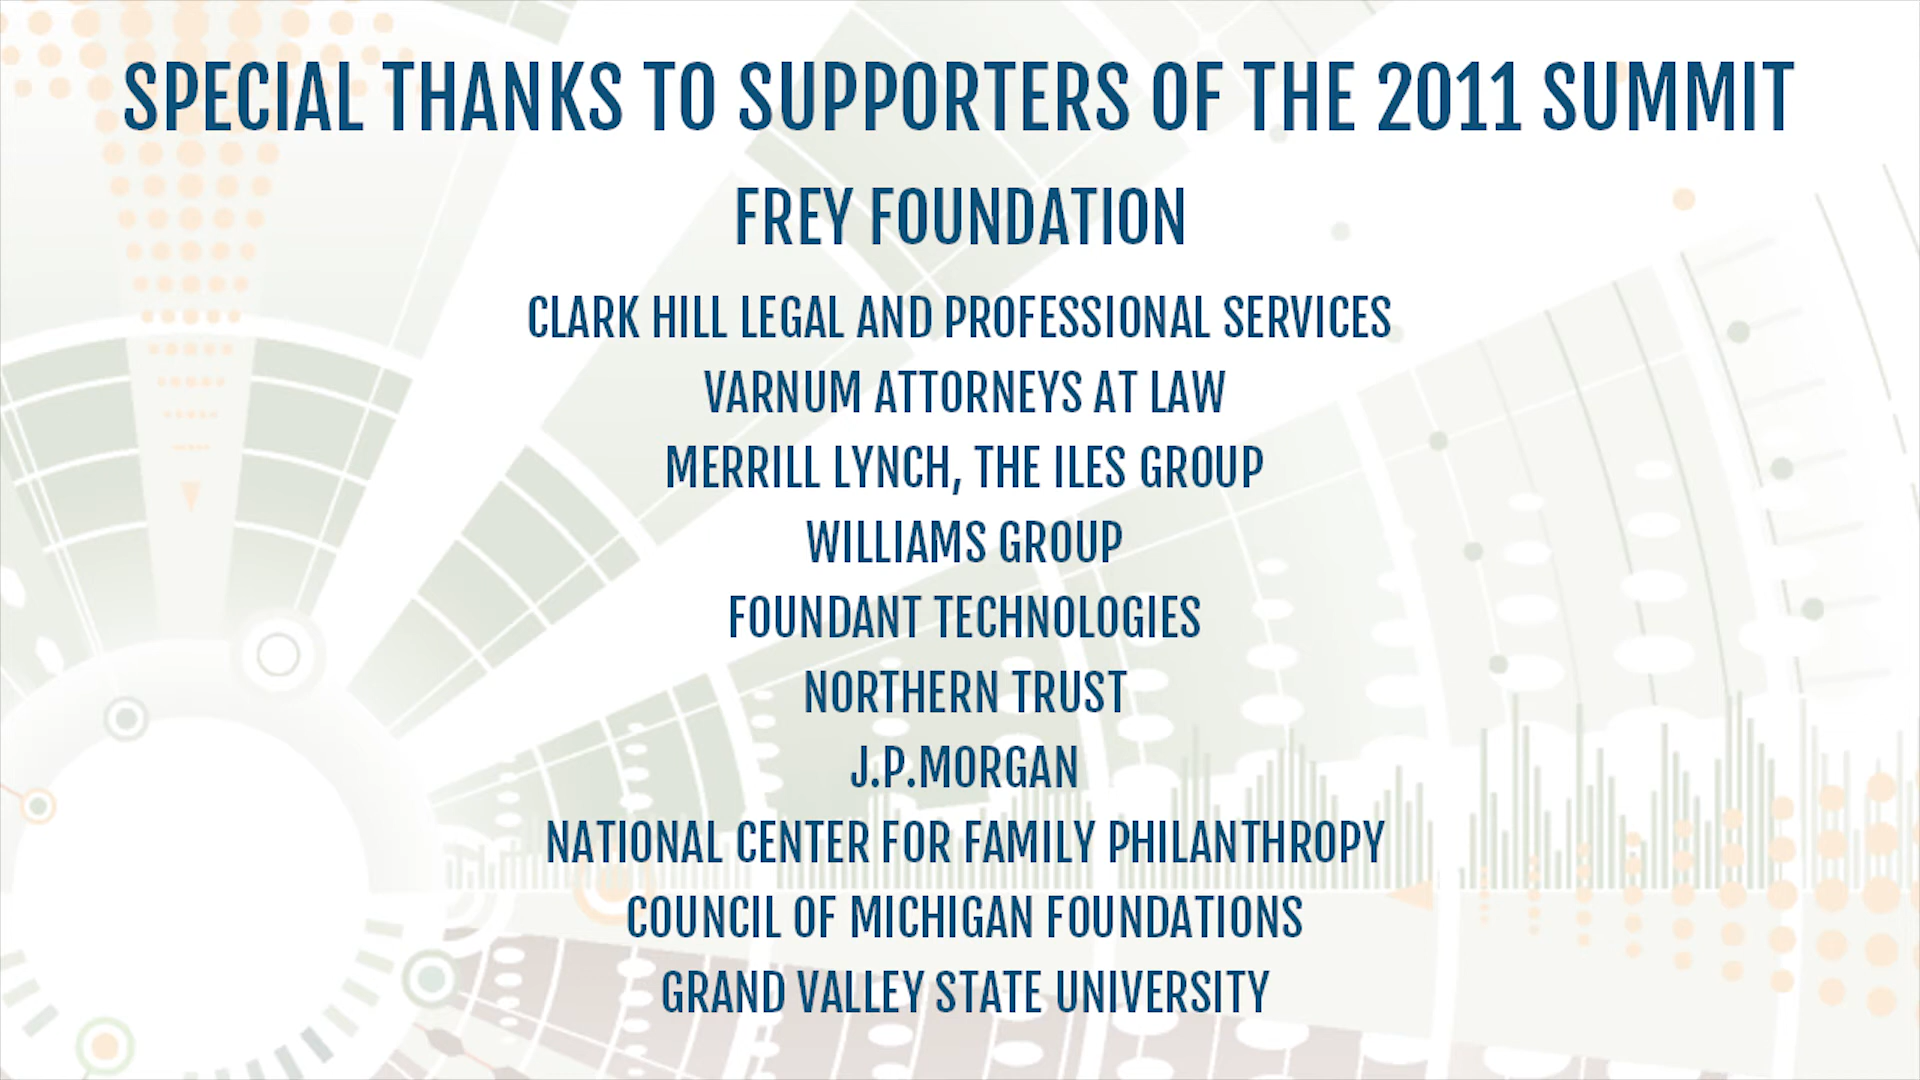 SPECIAL THANKS TO SUPPORTERS OF THE 2011 SUMMIT
FREY FOUNDATION
CLARK HILL LEGAL AND PROFESSIONAL SERVICES
VARNUM ATTORNEYS AT LAW
MERRILL LYNCH, THE ILES GROUP
WILLIAMS GROUP
FOUNDANT TECHNOLOGIES
NORTHERN TRUST
J.P.MORGAN
NATIONAL CENTER FOR FAMILY PHILANTHROPY
COUNCIL OF MICHIGAN FOUNDATIONS
GRAND VALLEY STATE UNIVERSITY